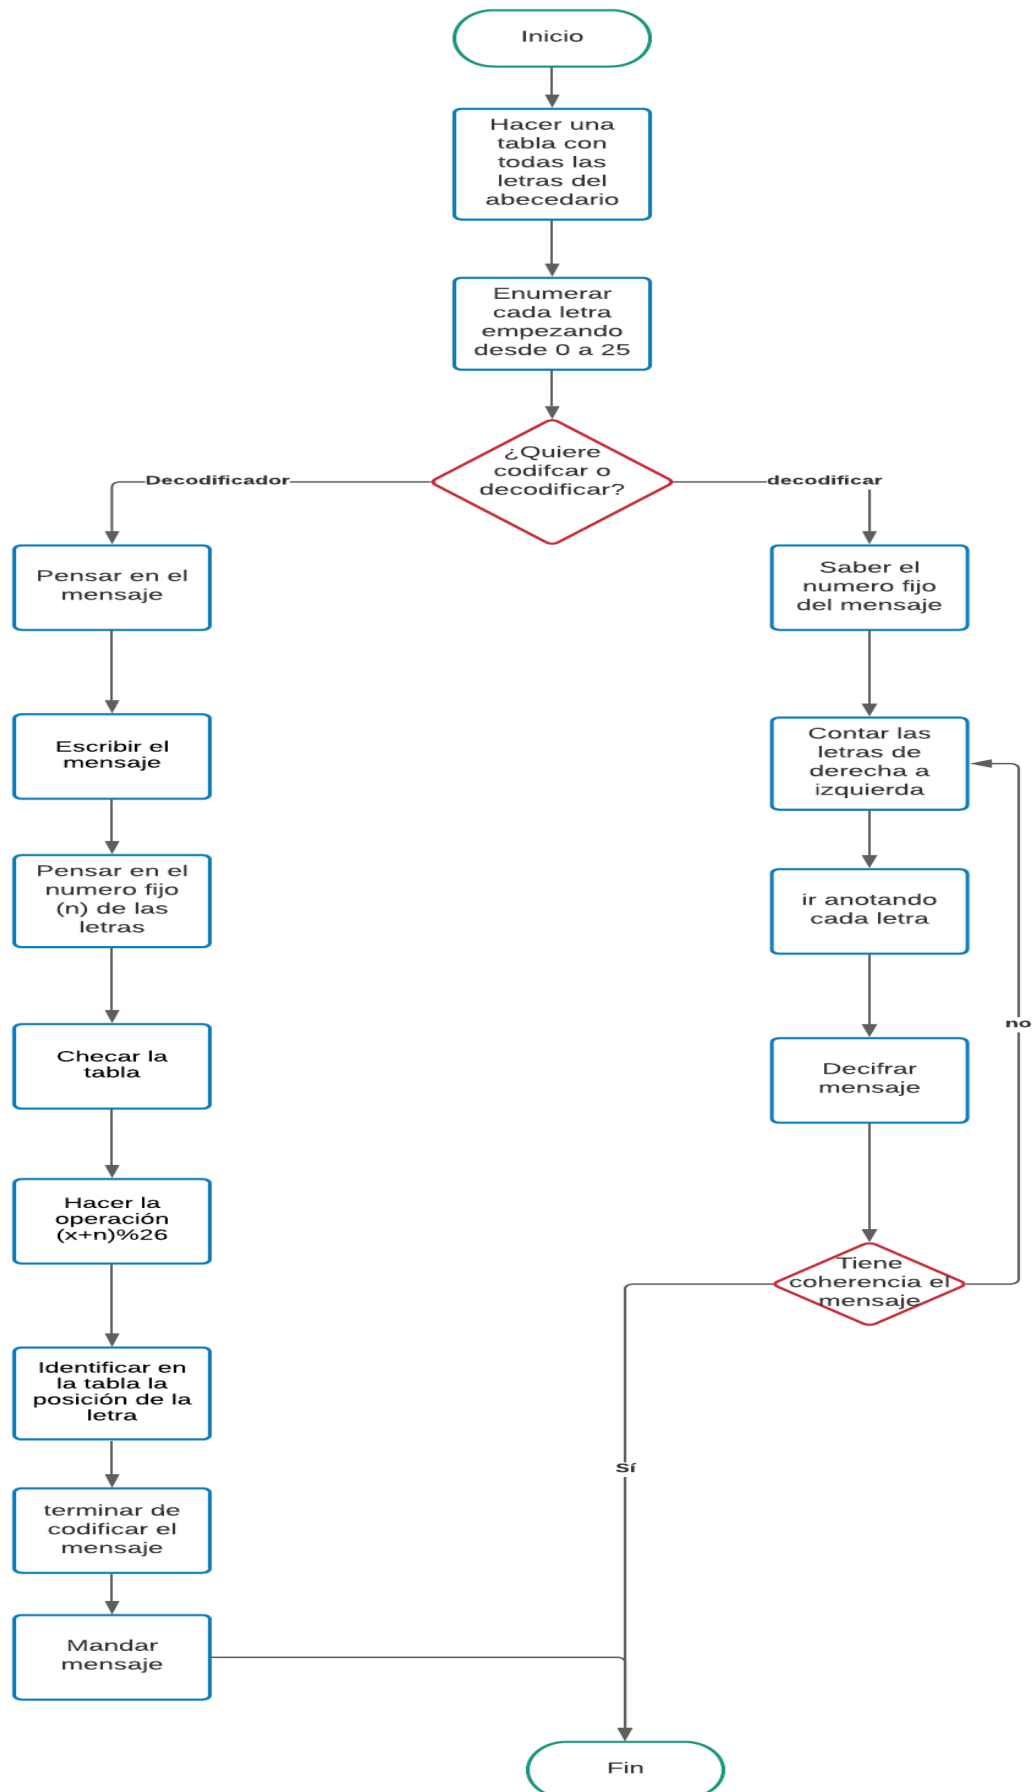 Inicio
Hacer una
tabla con
todas las
letras del
abecedario
Enumerar
cada letra
empezando
desde 0 a 25
¿Quiere
codifcar o
decodificar?
Decodificador
decodificar
Pensar en el
mensaje
Escribir el
mensaje
Pensar en el
numero fijo
(n) de las
letras
Checar la
tabla
Hacer la
operación
(x+n)%26
Identificar en
la tabla la
posición de la
letra
terminar de
codificar el
mensaje
Mandar
mensaje
Saber el
numero fijo
del mensaje
Contar las
letras de
derecha a
izquierda
ir anotando
cada letra
Decifrar
mensaje
Tiene
coherencia el
mensaje
no
Sí
Fin